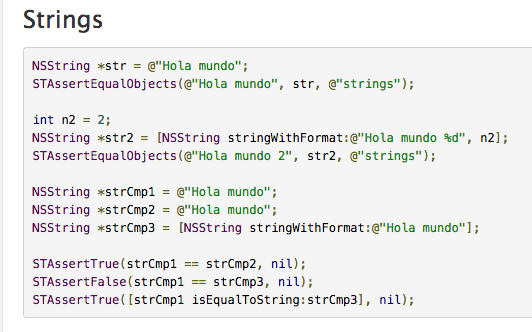 Strings
NSString *str = @"Hola mundo";
STAssertEqualObjects(@"Hola mundo", str, @"strings");
int n2 = 2;
NSString *str2 = [NSString stringWithFormat:@"Hola mundo %d", n2];
STAssertEqualObjects(@"Hola mundo 2", str2, @"strings");
NSString *strCmp1 = @"Hola mundo";
NSString *strCmp2 = @"Hola mundo";
NSString *strCmp3 = [NSString stringWithFormat:@"Hola mundo"];
STAssertTrue(strCmp1 == strCmp2, nil);
STAssertFalse(strCmp1 == strCmp3, nil);
STAssertTrue([strCmp1 isEqualToString:strCmp3], nil);